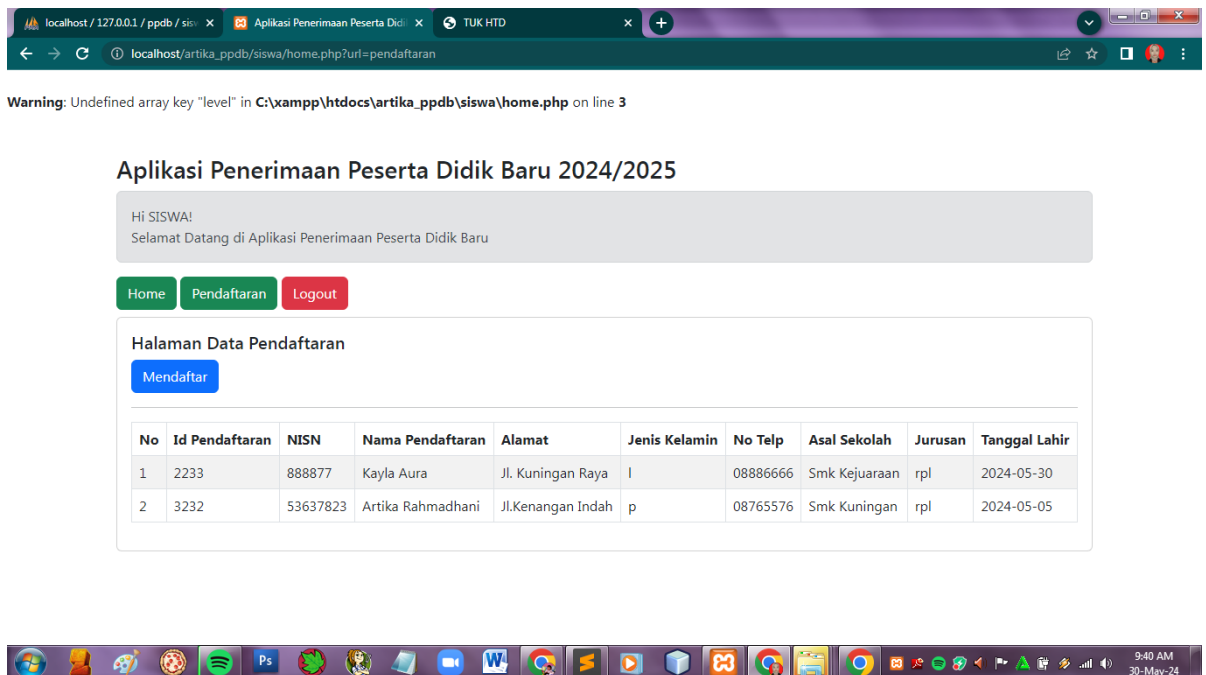 localhost / 127.0.0.1 / ppdb / sisw
Aplikasi Penerimaan Peserta Didi
TUK HTD
localhost/artika_ppdb/siswa/home.php?url=pendaftaran
Warning: Undefined array key "level" in C:\xampp\htdocs\artika_ppdb\siswa\home.php on line 3
Aplikasi Penerimaan Peserta Didik Baru 2024/2025
Hi SISWA!
Selamat Datang di Aplikasi Penerimaan Peserta Didik Baru
Home Pendaftaran Logout
Halaman Data Pendaftaran
Mendaftar
No Id Pendaftaran NISN Nama Pendaftaran Alamat Jenis Kelamin No Telp Asal Sekolah Jurusan Tanggal Lahir
1 2233 888877 Kayla Aura Jl. Kuningan Raya l 08886666 Smk Kejuaraan rpl 2024-05-30
2 3232 53637823 Artika Rahmadhani Jl.Kenangan Indah p 08765576 Smk Kuningan rpl 2024-05-05
Ps
W
9:40 AM
30-May-24